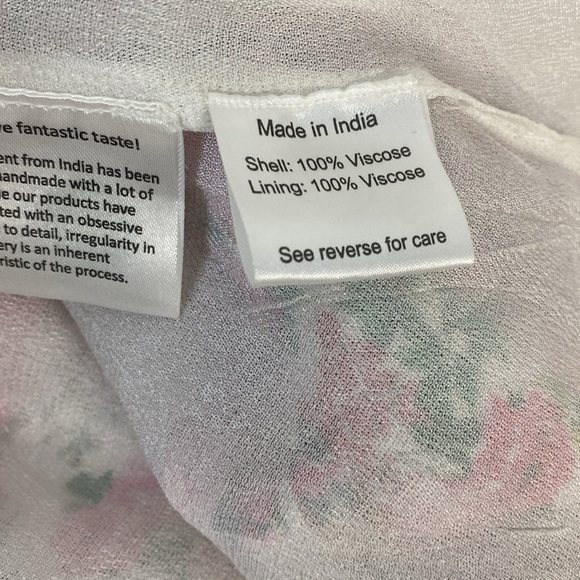 ve fantastic taste!
ent from India has been
handmade with a lot of
e our products have
ted with an obsessive
to detail, irregularity in
ery is an inherent
ristic of the process.
Made in India
Shell: 100% Viscose
Lining: 100% Viscose
See reverse for care